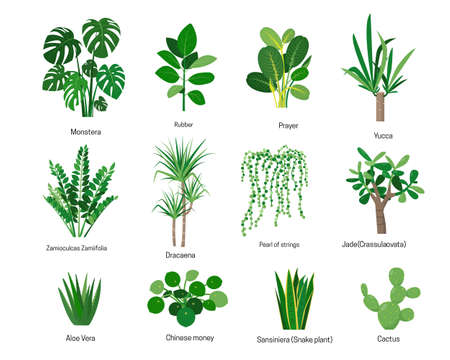 Monstera
Rubber
Prayer
Yucca
Zamioculcas Zamiifolia
Dracaena
Pearl of strings
Jade(Crassulaovata)
Aloe Vera
Chinese money
Sansiniera (Snake plant)
Cactus